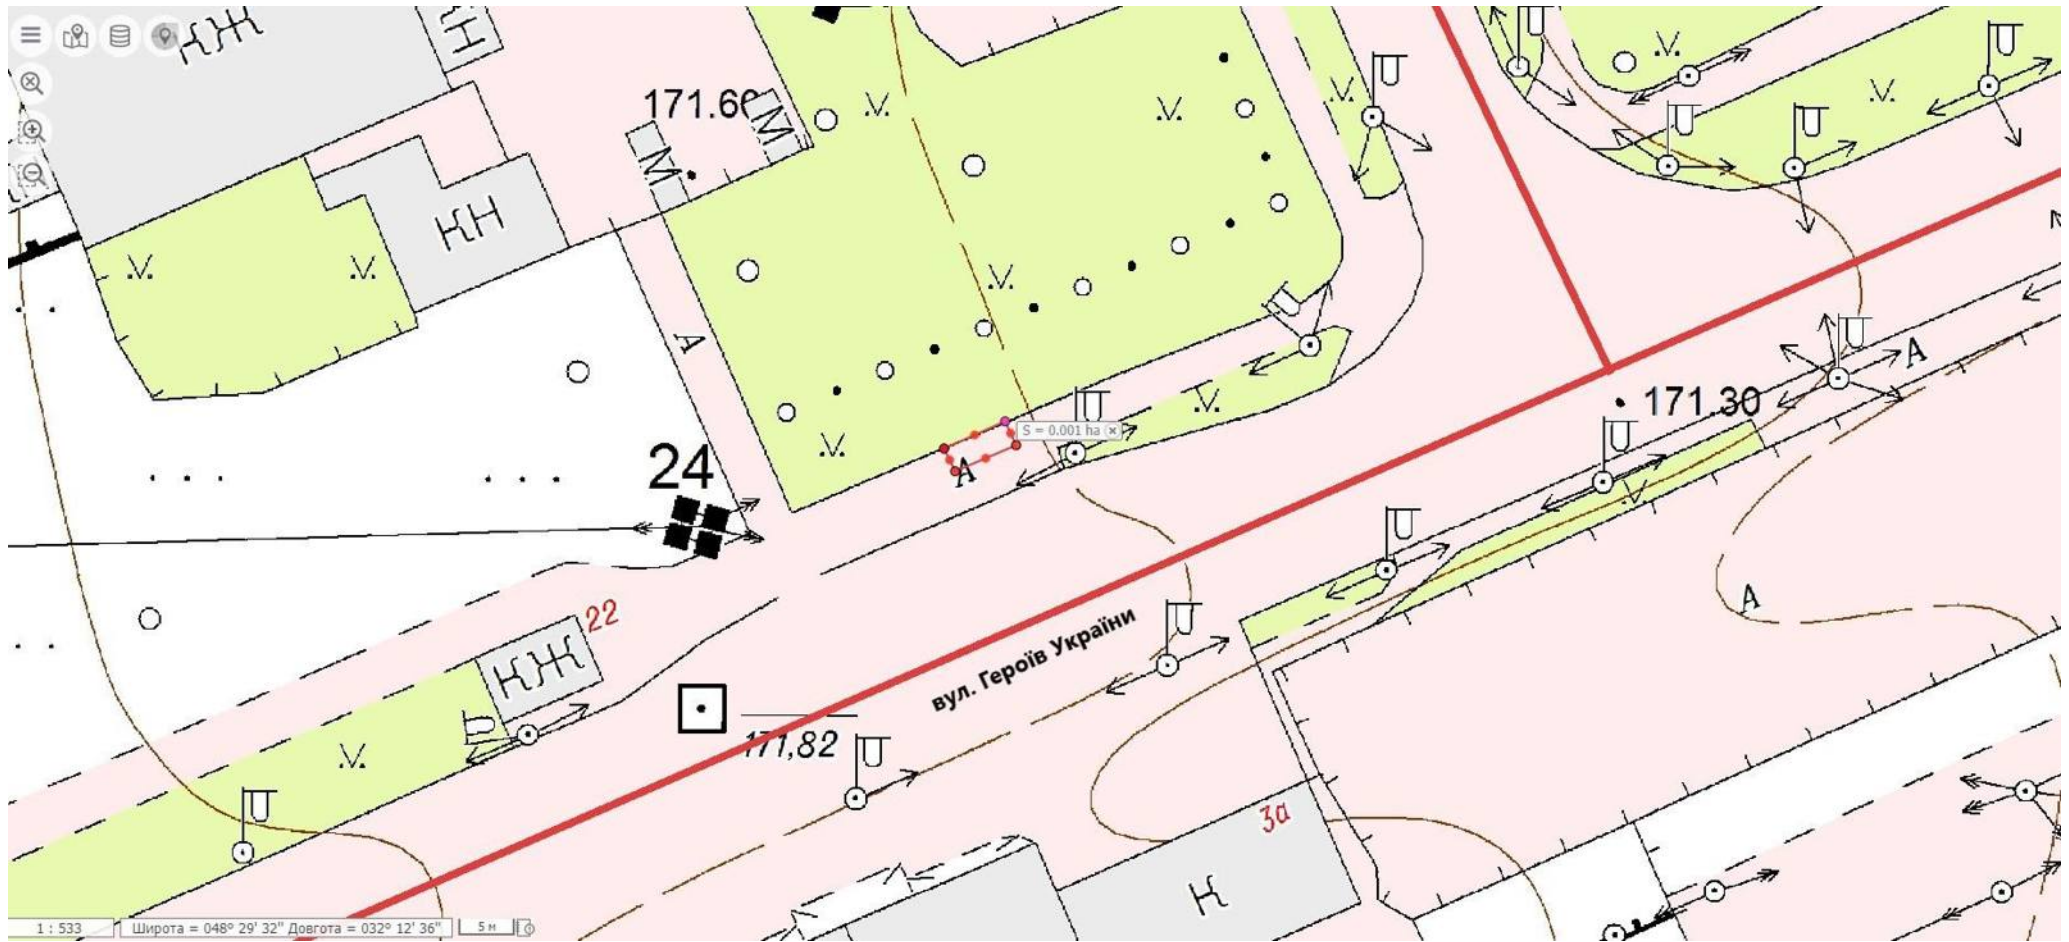 КЖ
Н
171.60
М
М
КН
А
S = 0.001 ha
А
А
171.30
24
А
22
КЖ
вул. Героїв України
171,82
3а
К
1 : 533
Широта = 048° 29' 32" Довгота = 032° 12' 36"
5 м